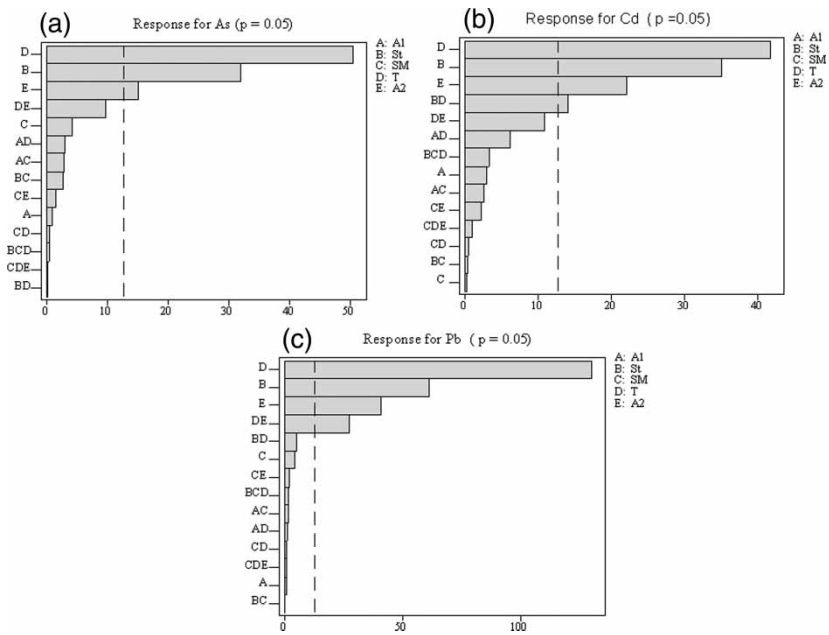 (a)
Response for As (p = 0.05)
A: A1
B: St
C: SM
D: T
E: A2
D
B
E
DE
C
AD
AC
BC
CE
A
CD
BCD
CDE
BD
0 10 20 30 40 50
(b)
Response for Cd ( p =0.05)
A: A1
B: St
C: SM
D: T
E: A2
D
B
E
BD
DE
AD
BCD
A
AC
CE
CDE
CD
BC
C
0 10 20 30 40
(c)
Response for Pb ( p = 0.05)
A: A1
B: St
C: SM
D: T
E: A2
D
B
E
DE
BD
C
CE
BCD
AC
AD
CD
CDE
A
BC
0 50 100